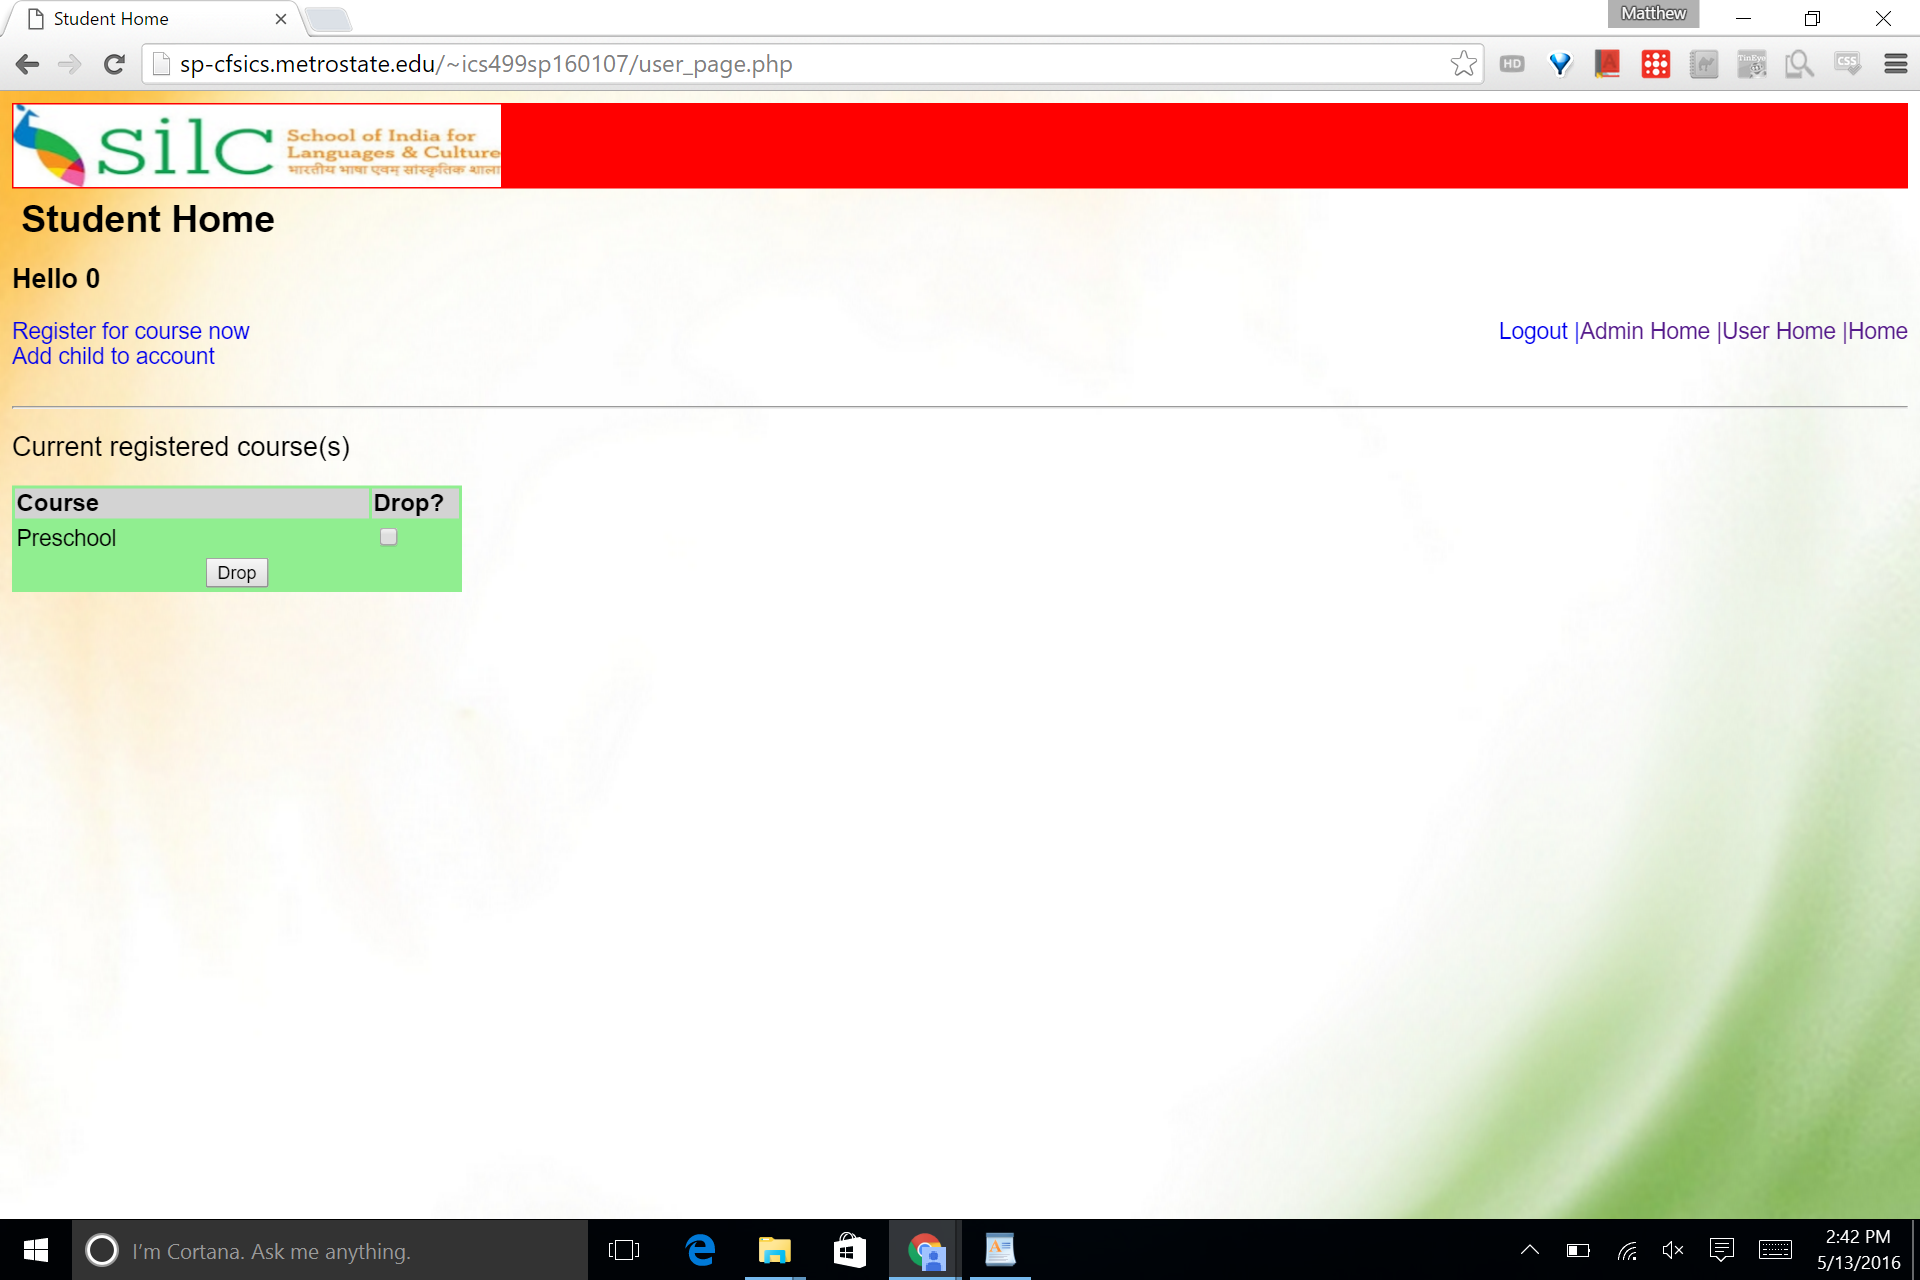 Student Home
Matthew
sp-cfsics.metrostate.edu/~ics499sp160107/user_page.php
HD
A
TinEye
CSS
silc
School of India for
Languages & Culture
भारतीय भाषा एवम् सांस्कृतिक शाला
Student Home
Hello 0
Register for course now
Add child to account
Logout |Admin Home |User Home |Home
Current registered course(s)
Course Drop?
Preschool
Drop
I'm Cortana. Ask me anything.
2:42 PM
5/13/2016